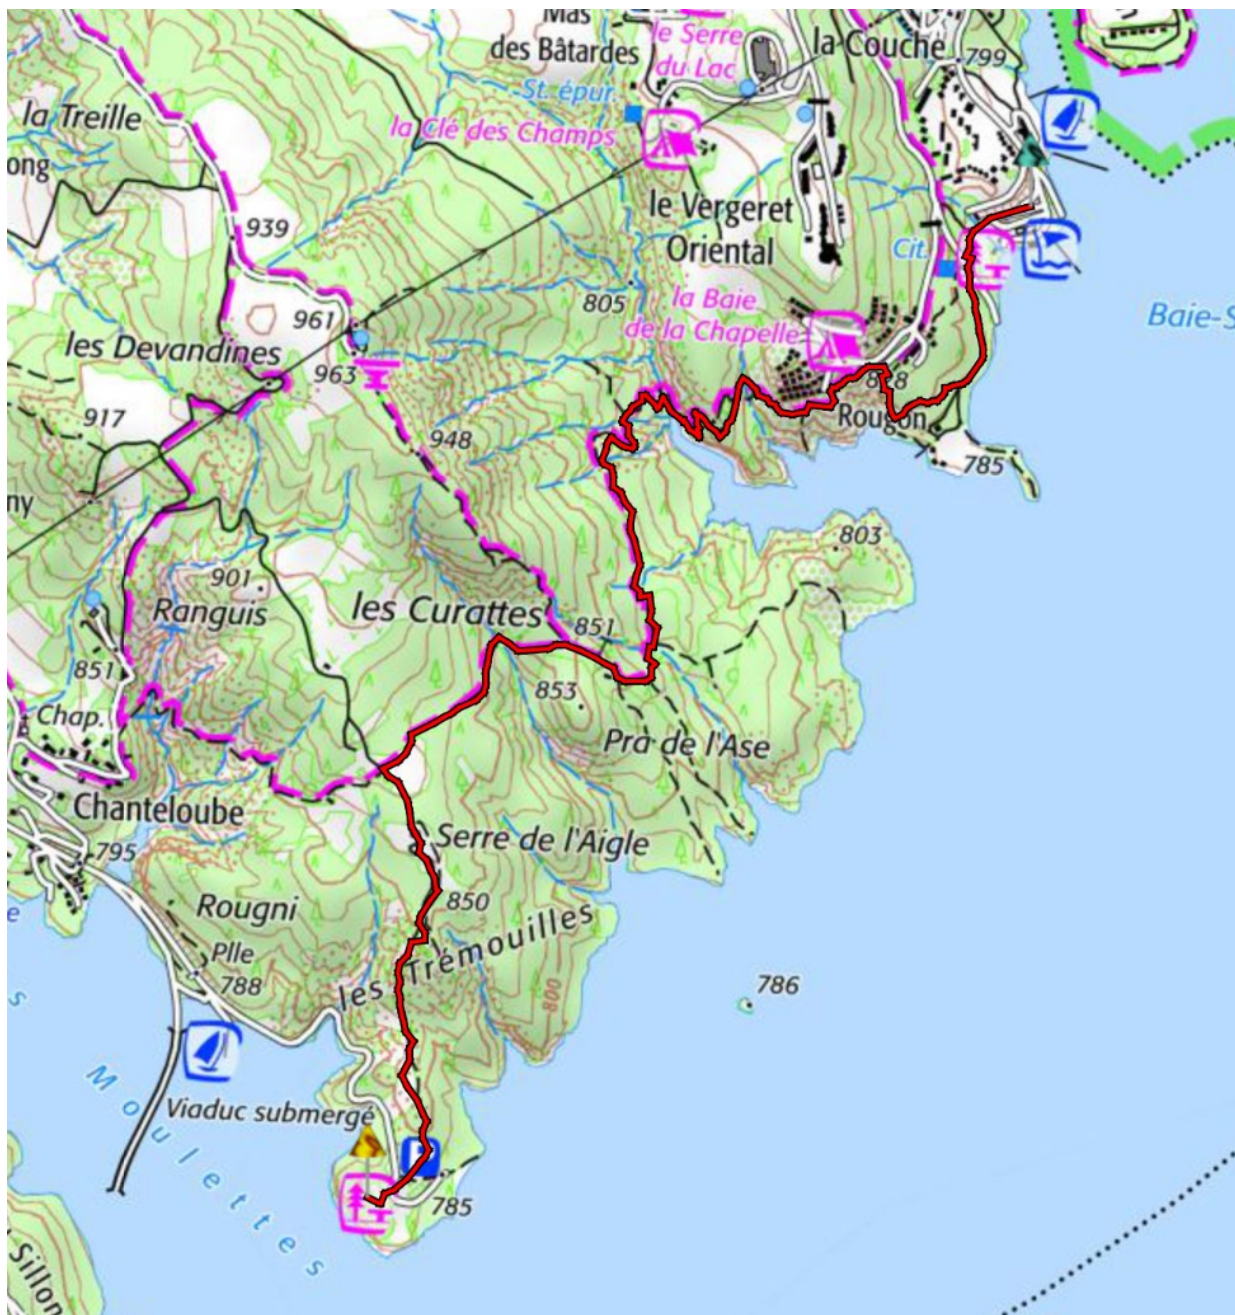 Mas
des Bâtardes
le Serre
du Lac
la Couche
799
St. épur.
la Clé des Champs
la Treille
ong
le Vergeret
Oriental
939
Cit.
805
la Baie
de la Chapelle
Baie-S
961
les Devandines
963
917
948
Rougon
785
ny
803
901
Ranguis
les Curattes
851
851
853
Chap.
Pra de l'Ase
Chanteloube
Serre de l'Aigle
795
850
Rougni
e
Plle
les Trémouilles
788
800
786
s
Moulettes
Viaduc submergé
P
785
Sillon